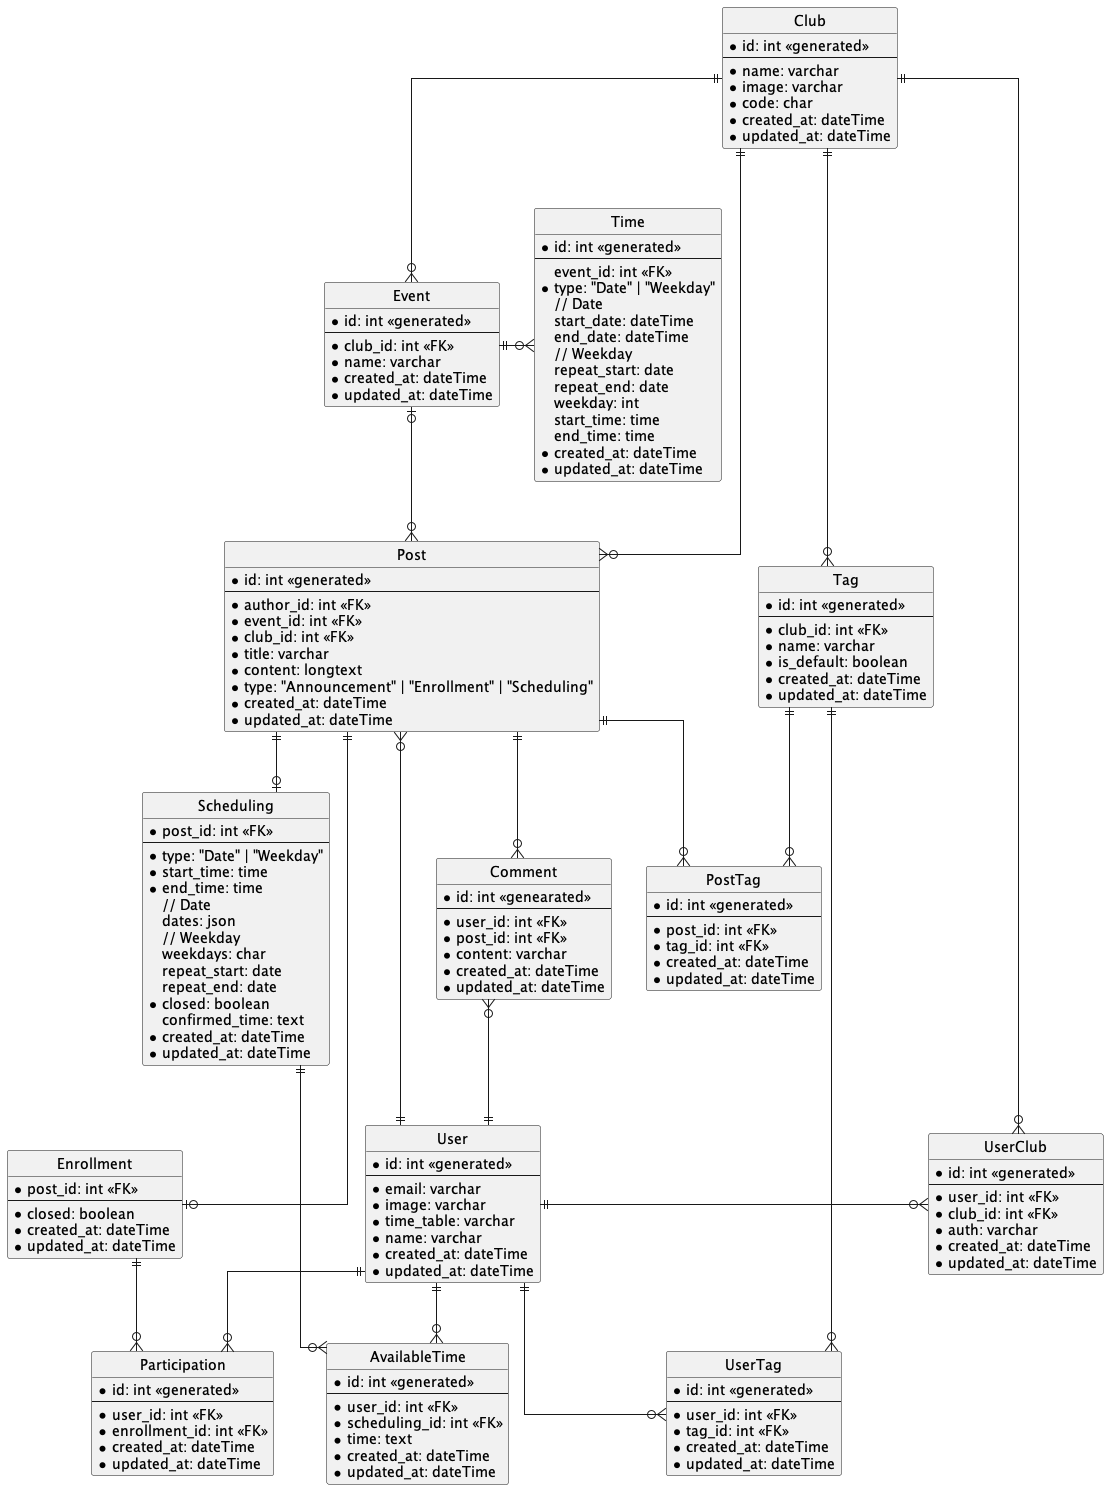 Club
id: int «generated»
name: varchar
image: varchar
code: char
created_at: dateTime
updated_at: dateTime
Time
id: int «generated»
event_id: int «FK»
type: "Date" | "Weekday"
// Date
start_date: dateTime
end_date: dateTime
// Weekday
repeat_start: date
repeat_end: date
weekday: int
start_time: time
end_time: time
created_at: dateTime
updated_at: dateTime
Event
id: int «generated»
club_id: int «FK»
name: varchar
created_at: dateTime
updated_at: dateTime
Post
id: int «generated»
author_id: int «FK»
event_id: int «FK»
club_id: int «FK»
title: varchar
content: longtext
type: "Announcement" | "Enrollment" | "Scheduling"
created_at: dateTime
updated_at: dateTime
Tag
id: int «generated»
club_id: int «FK»
name: varchar
is_default: boolean
created_at: dateTime
updated_at: dateTime
Scheduling
post_id: int «FK»
type: "Date" | "Weekday"
start_time: time
end_time: time
// Date
dates: json
// Weekday
weekdays: char
repeat_start: date
repeat_end: date
closed: boolean
confirmed_time: text
created_at: dateTime
updated_at: dateTime
Comment
id: int «genearated»
user_id: int «FK»
post_id: int «FK»
content: varchar
created_at: dateTime
updated_at: dateTime
PostTag
id: int «generated»
post_id: int «FK»
tag_id: int «FK»
created_at: dateTime
updated_at: dateTime
Enrollment
post_id: int «FK»
closed: boolean
created_at: dateTime
updated_at: dateTime
User
id: int «generated»
email: varchar
image: varchar
time_table: varchar
name: varchar
created_at: dateTime
updated_at: dateTime
UserClub
id: int «generated»
user_id: int «FK»
club_id: int «FK»
auth: varchar
created_at: dateTime
updated_at: dateTime
Participation
id: int «generated»
user_id: int «FK»
enrollment_id: int «FK»
created_at: dateTime
updated_at: dateTime
AvailableTime
id: int «generated»
user_id: int «FK»
scheduling_id: int «FK»
time: text
created_at: dateTime
updated_at: dateTime
UserTag
id: int «generated»
user_id: int «FK»
tag_id: int «FK»
created_at: dateTime
updated_at: dateTime